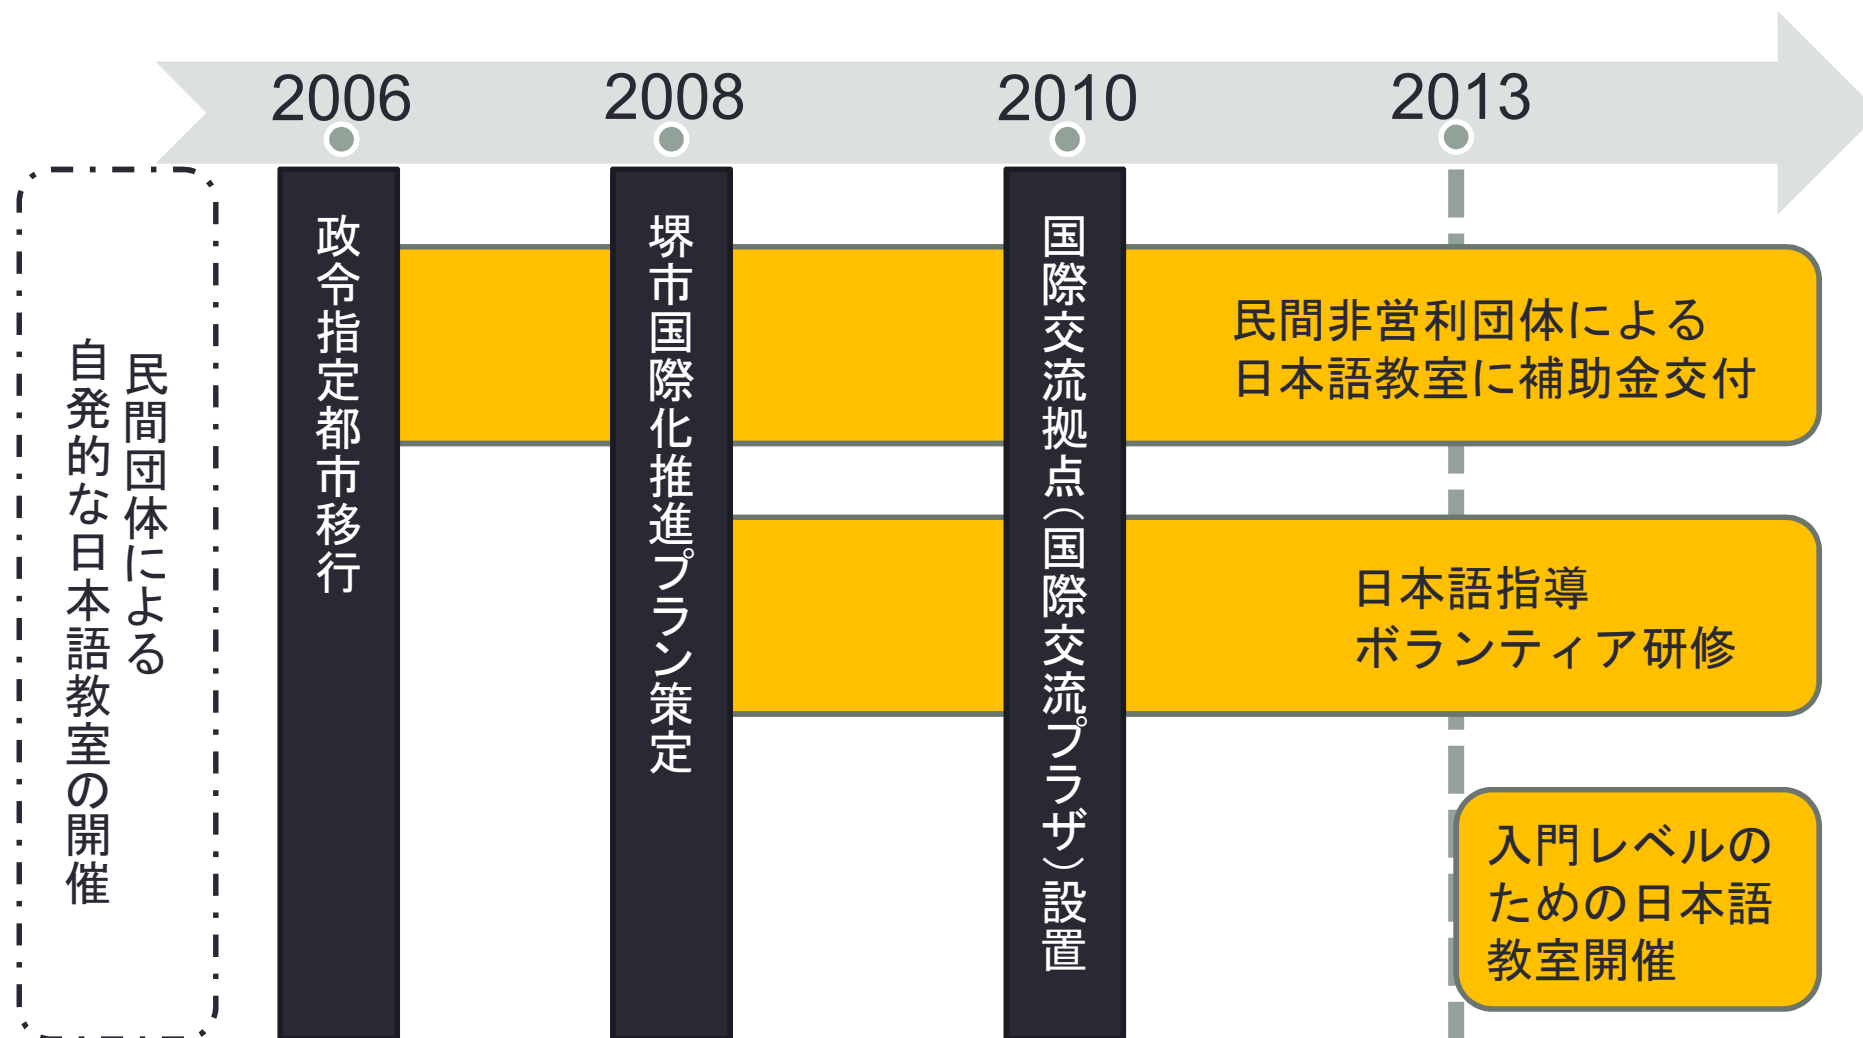 2006
2008
2010
2013
民間団体による
自発的な日本語教室の開催
政令指定都市移行
堺市国際化推進プラン策定
国際交流拠点（国際交流プラザ）設置
民間非営利団体による
日本語教室に補助金交付
日本語指導
ボランティア研修
入門レベルの
ための日本語
教室開催